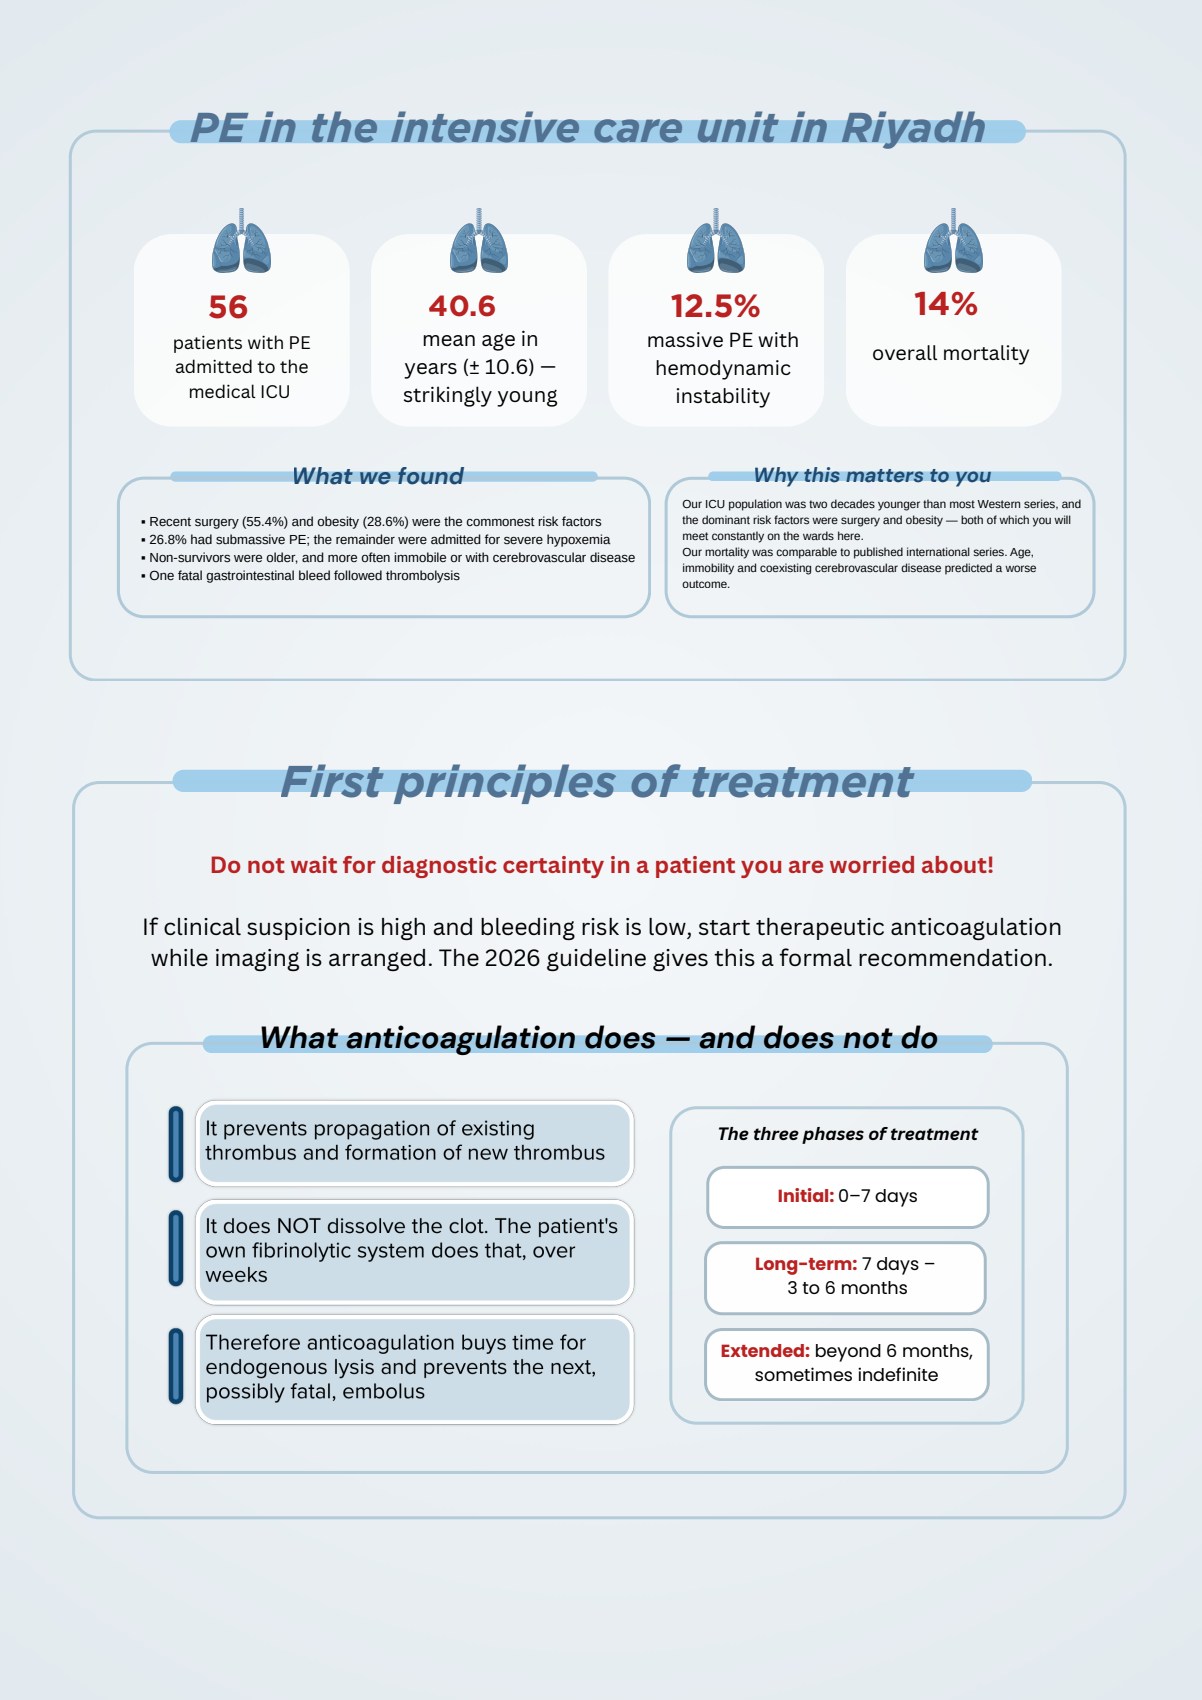 PE in the intensive care unit in Riyadh
56
patients with PE
admitted to the
medical ICU
40.6
mean age in
years (± 10.6) —
strikingly young
12.5%
massive PE with
hemodynamic
instability
14%
overall mortality
What we found
▪ Recent surgery (55.4%) and obesity (28.6%) were the commonest risk factors
▪ 26.8% had submassive PE; the remainder were admitted for severe hypoxemia
▪ Non-survivors were older, and more often immobile or with cerebrovascular disease
▪ One fatal gastrointestinal bleed followed thrombolysis
Why this matters to you
Our ICU population was two decades younger than most Western series, and
the dominant risk factors were surgery and obesity — both of which you will
meet constantly on the wards here.
Our mortality was comparable to published international series. Age,
immobility and coexisting cerebrovascular disease predicted a worse
outcome.
First principles of treatment
Do not wait for diagnostic certainty in a patient you are worried about!
If clinical suspicion is high and bleeding risk is low, start therapeutic anticoagulation
while imaging is arranged. The 2026 guideline gives this a formal recommendation.
What anticoagulation does — and does not do
It prevents propagation of existing
thrombus and formation of new thrombus
It does NOT dissolve the clot. The patient's
own fibrinolytic system does that, over
weeks
Therefore anticoagulation buys time for
endogenous lysis and prevents the next,
possibly fatal, embolus
The three phases of treatment
Initial: 0–7 days
Long-term: 7 days –
3 to 6 months
Extended: beyond 6 months,
sometimes indefinite